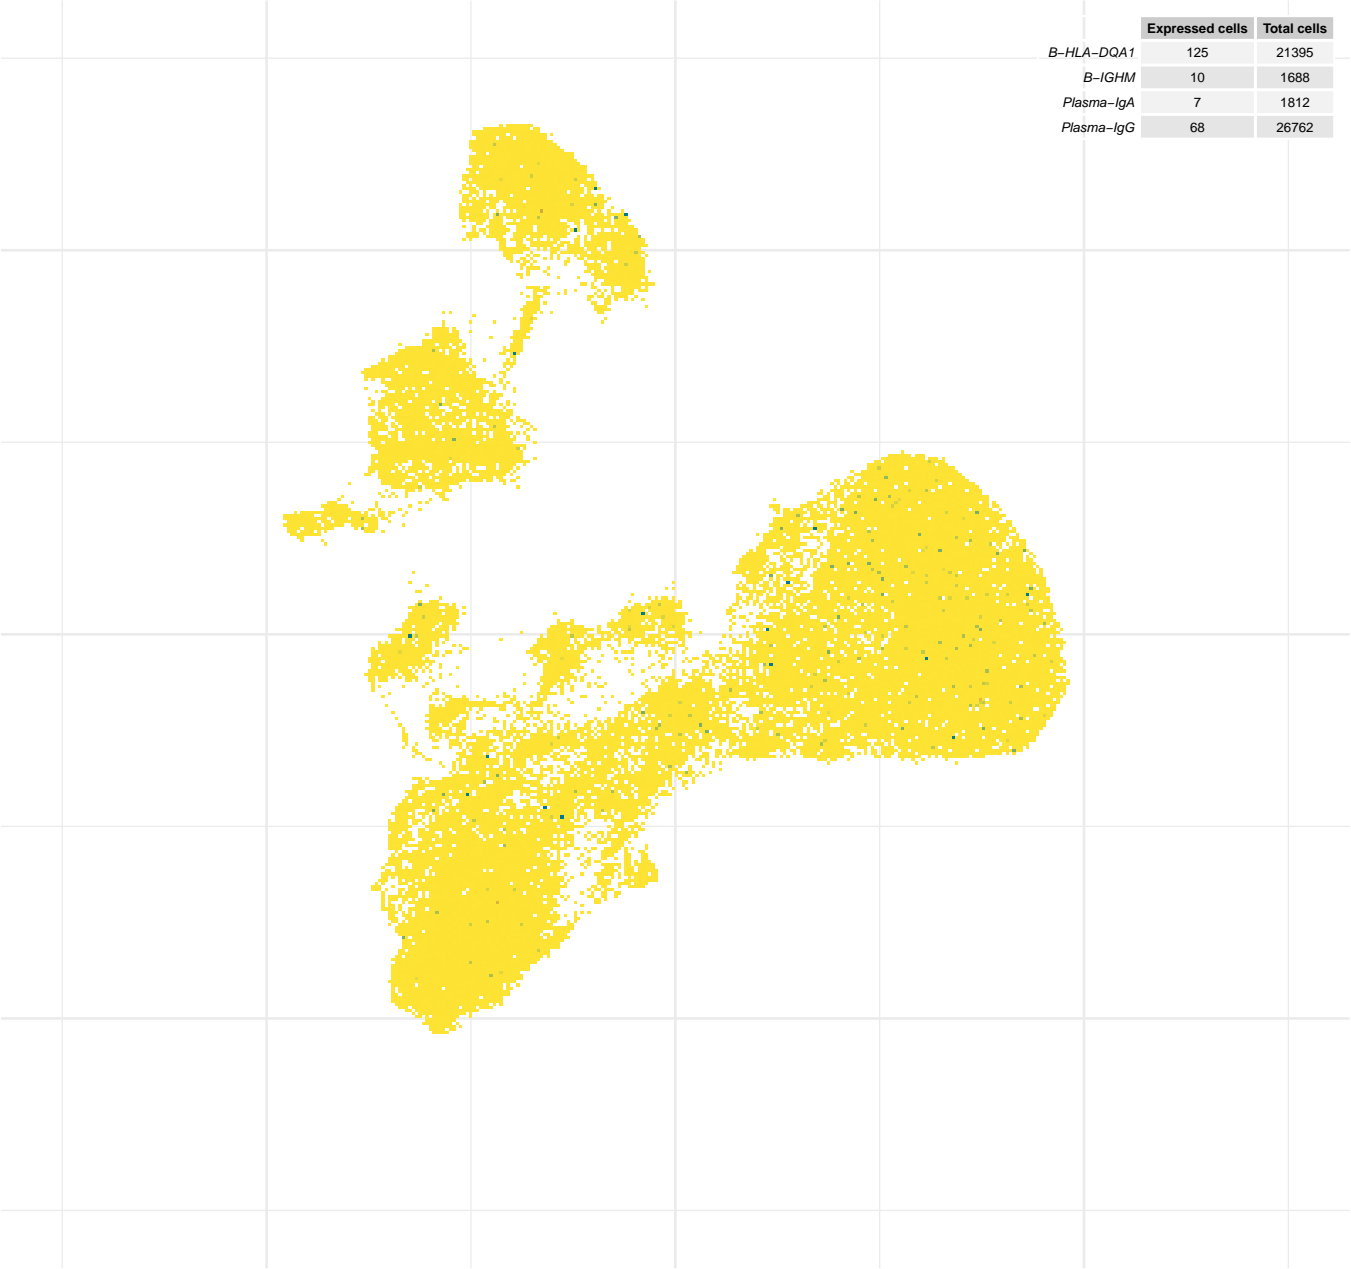 Expressed cells Total cells
B−HLA−DQA1 125 21395
B−IGHM 10 1688
Plasma−IgA 7 1812
Plasma−IgG 68 26762